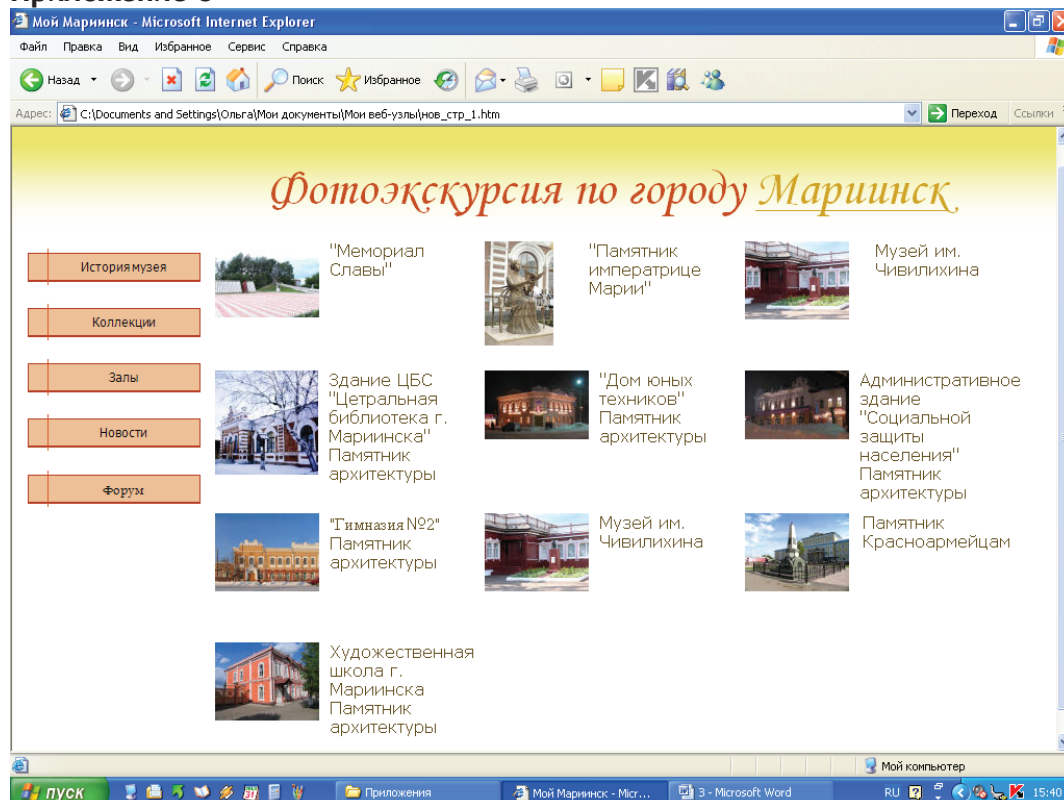 Мой Мариинск - Microsoft Internet Explorer
Файл Правка Вид Избранное Сервис Справка
Назад Поиск Избранное
Адрес: C:\Documents and Settings\Ольга\Мои документы\Мои веб-узлы\нов_стр_1.htm Переход Ссылки
Фотоэкскурсия по городу Мариинск.
История музея
Коллекции
Залы
Новости
Форум
"Мемориал
Славы"
"Памятник
императрице
Марии"
Музей им.
Чивилихина
Здание ЦБС
"Цетральная
библиотека г.
Мариинска"
Памятник
архитектуры
"Дом юных
техников"
Памятник
архитектуры
Административное
здание
"Социальной
защиты
населения"
Памятник
архитектуры
"Гимназия №2"
Памятник
архитектуры
Музей им.
Чивилихина
Памятник
Красноармейцам
Художественная
школа г.
Мариинска
Памятник
архитектуры
Мой компьютер
пуск Приложения Мой Мариинск - Micr... 3 - Microsoft Word RU 15:40